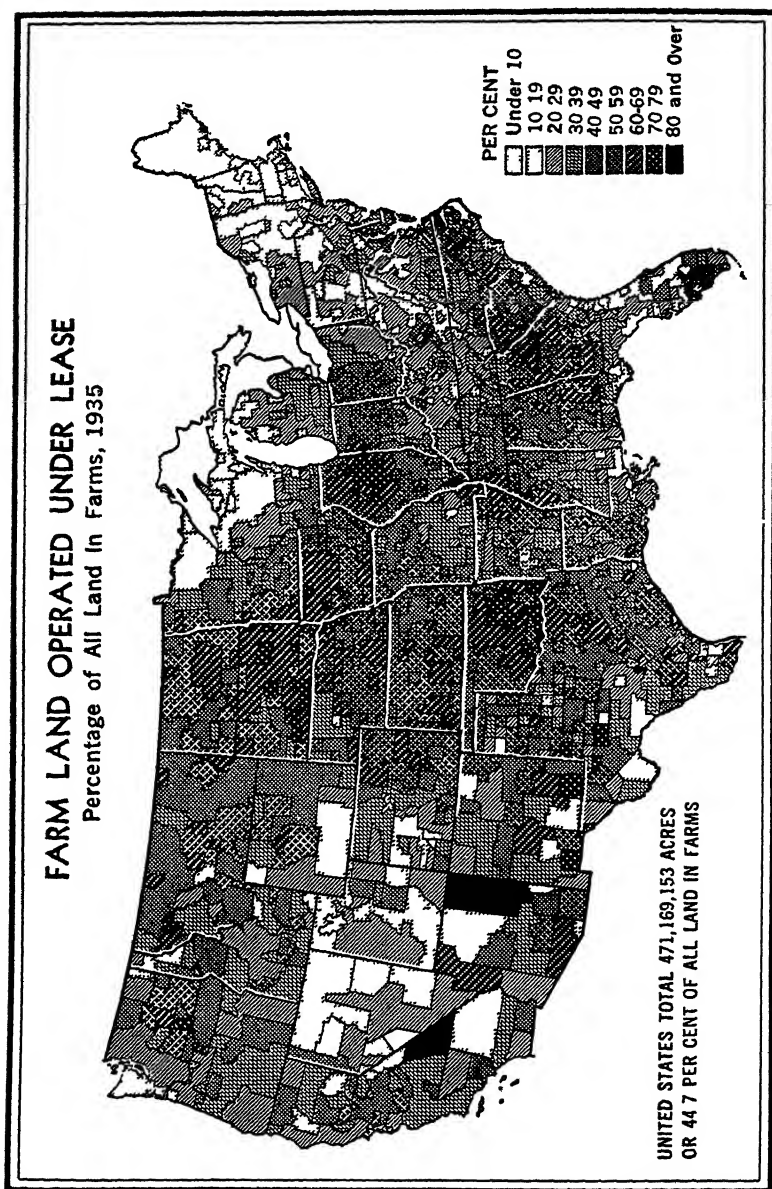 FARM LAND OPERATED UNDER LEASE
Percentage of All Land In Farms, 1935
PER CENT
Under 10
10 19
20 29
30 39
40 49
50 59
60-69
70 79
80 and Over
UNITED STATES TOTAL 471,169,153 ACRES
OR 44 7 PER CENT OF ALL LAND IN FARMS